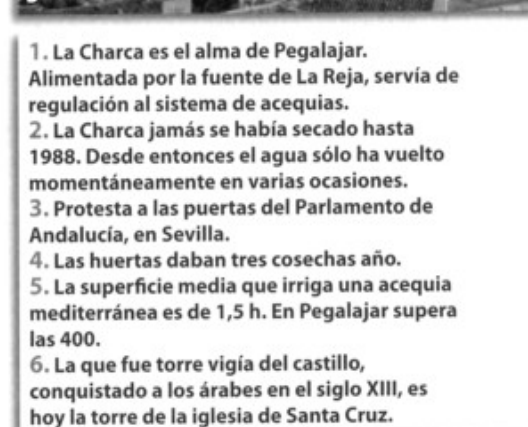 1. La Charca es el alma de Pegalajar.
Alimentada por la fuente de La Reja, servía de
regulación al sistema de acequias.
2. La Charca jamás se había secado hasta
1988. Desde entonces el agua sólo ha vuelto
momentáneamente en varias ocasiones.
3. Protesta a las puertas del Parlamento de
Andalucía, en Sevilla.
4. Las huertas daban tres cosechas año.
5. La superficie media que irriga una acequia
mediterránea es de 1,5 h. En Pegalajar supera
las 400.
6. La que fue torre vigía del castillo,
conquistado a los árabes en el siglo XIII, es
hoy la torre de la iglesia de Santa Cruz.